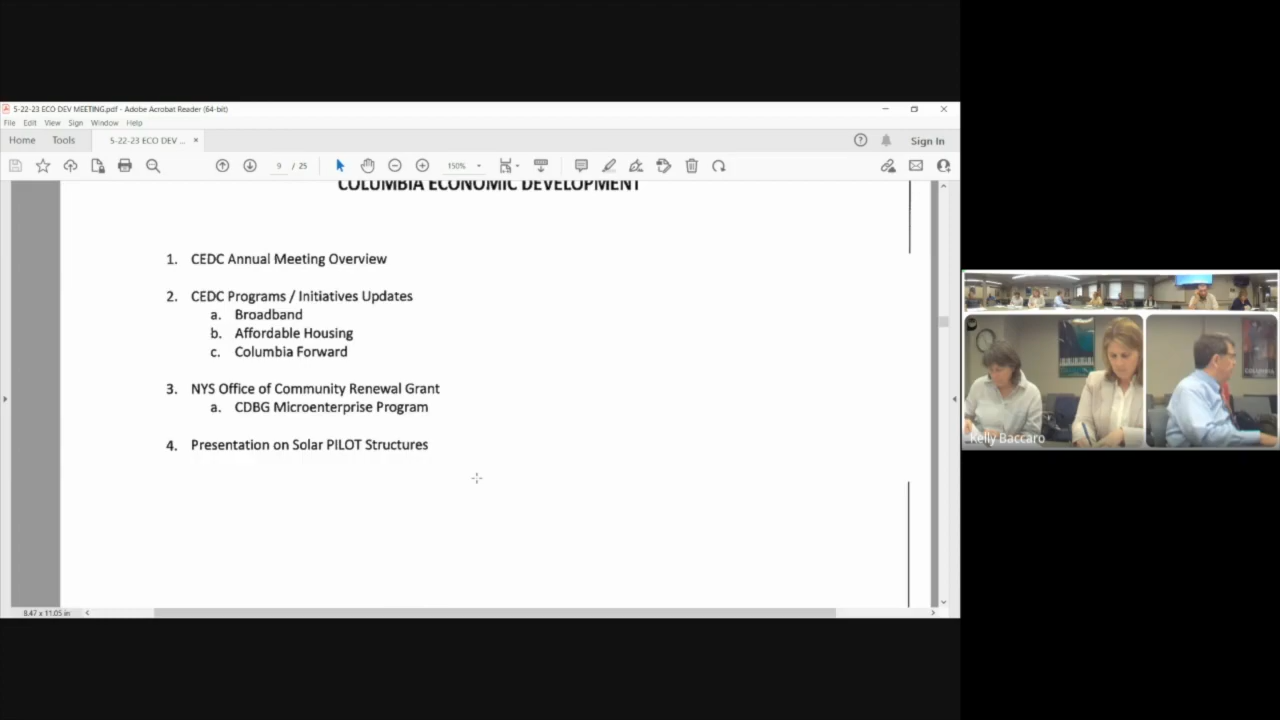 5-22-23 ECO DEV MEETING.pdf - Adobe Acrobat Reader (64-bit)
File Edit View Sign Window Help
Home Tools 5-22-23 ECO DEV ... × Sign In
9 / 25 150%
COLUMBIA ECONOMIC DEVELOPMENT
1. CEDC Annual Meeting Overview
2. CEDC Programs / Initiatives Updates
a. Broadband
b. Affordable Housing
c. Columbia Forward
3. NYS Office of Community Renewal Grant
a. CDBG Microenterprise Program
4. Presentation on Solar PILOT Structures
8.47 x 11.05 in
Kelly Baccaro
COLUMBIA